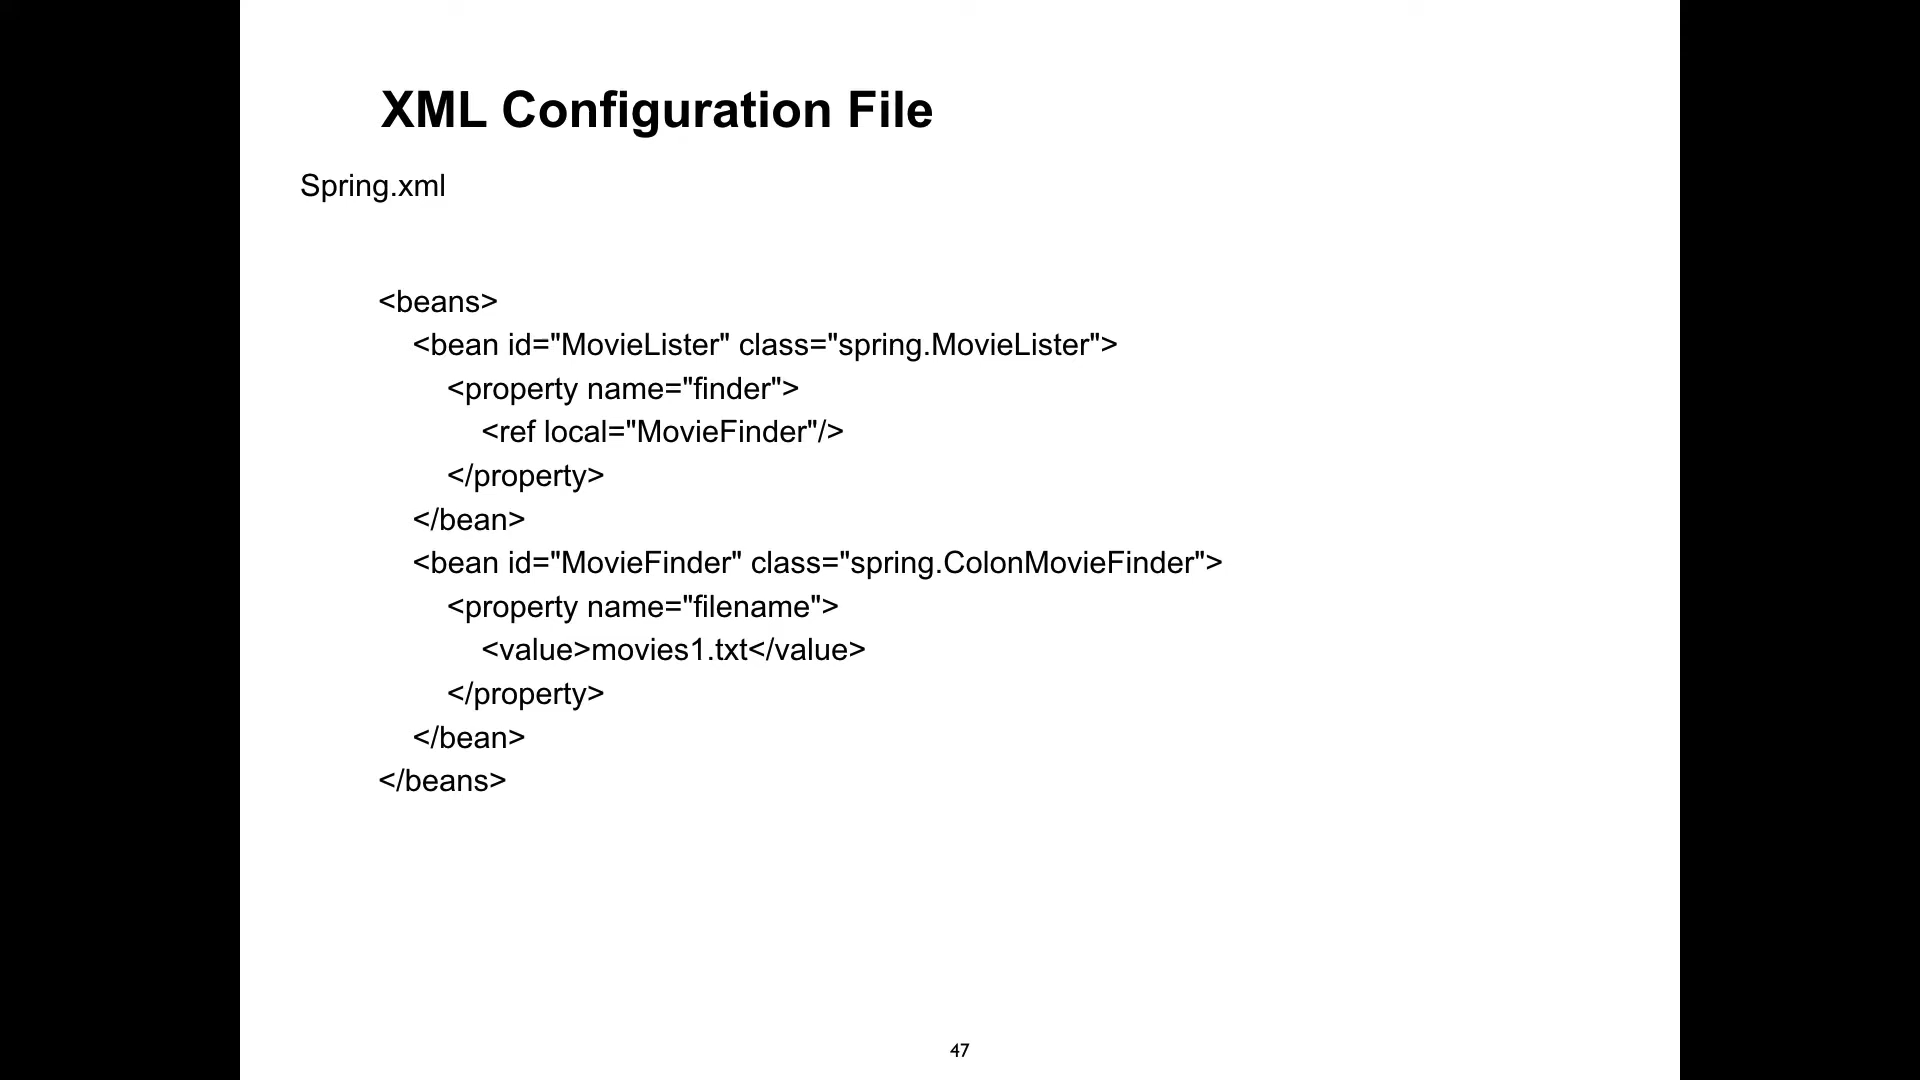 XML Configuration File
Spring.xml
<beans>
<bean id="MovieLister" class="spring.MovieLister">
<property name="finder">
<ref local="MovieFinder"/>
</property>
</bean>
<bean id="MovieFinder" class="spring.ColonMovieFinder">
<property name="filename">
<value>movies1.txt</value>
</property>
</bean>
</beans>
47